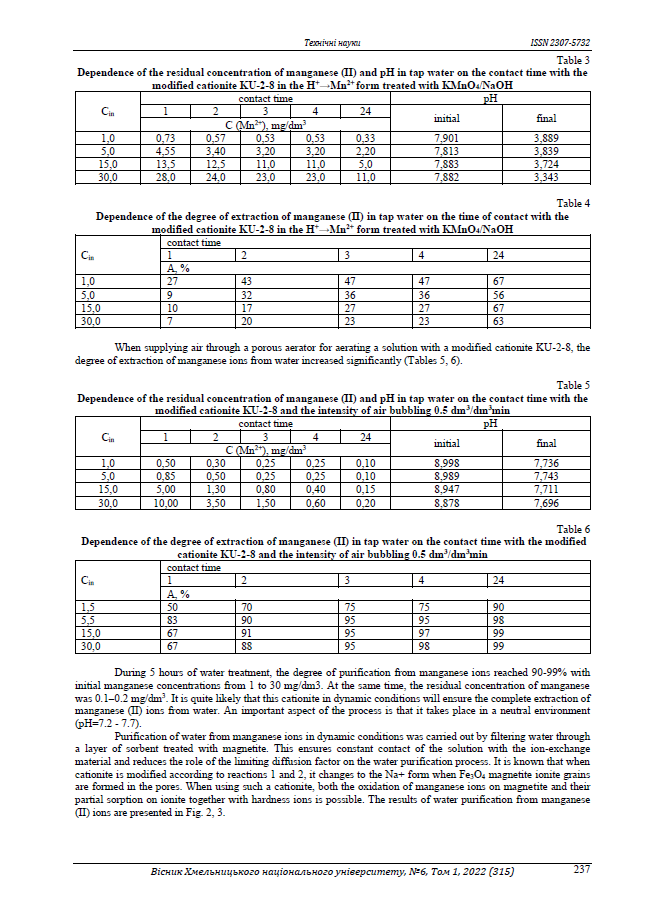 Технічні науки ISSN 2307-5732
Table 3
Dependence of the residual concentration of manganese (II) and pH in tap water on the contact time with the
modified cationite KU-2-8 in the H⁺→Mn²⁺ form treated with KMnO₄/NaOH
Cᵢₙ contact time pH
1 2 3 4 24 initial final
C (Mn²⁺), mg/dm³
1,0 0,73 0,57 0,53 0,53 0,33 7,901 3,889
5,0 4,55 3,40 3,20 3,20 2,20 7,813 3,839
15,0 13,5 12,5 11,0 11,0 5,0 7,883 3,724
30,0 28,0 24,0 23,0 23,0 11,0 7,882 3,343
Table 4
Dependence of the degree of extraction of manganese (II) in tap water on the time of contact with the
modified cationite KU-2-8 in the H⁺→Mn²⁺ form treated with KMnO₄/NaOH
Cᵢₙ contact time
1 2 3 4 24
A, %
1,0 27 43 47 47 67
5,0 9 32 36 36 56
15,0 10 17 27 27 67
30,0 7 20 23 23 63
When supplying air through a porous aerator for aerating a solution with a modified cationite KU-2-8, the
degree of extraction of manganese ions from water increased significantly (Tables 5, 6).
Table 5
Dependence of the residual concentration of manganese (II) and pH in tap water on the contact time with the
modified cationite KU-2-8 and the intensity of air bubbling 0.5 dm³/dm³min
Cᵢₙ contact time pH
1 2 3 4 24 initial final
C (Mn²⁺), mg/dm³
1,0 0,50 0,30 0,25 0,25 0,10 8,998 7,736
5,0 0,85 0,50 0,25 0,25 0,10 8,989 7,743
15,0 5,00 1,30 0,80 0,40 0,15 8,947 7,711
30,0 10,00 3,50 1,50 0,60 0,20 8,878 7,696
Table 6
Dependence of the degree of extraction of manganese (II) in tap water on the contact time with the modified
cationite KU-2-8 and the intensity of air bubbling 0.5 dm³/dm³min
Cᵢₙ contact time
1 2 3 4 24
A, %
1,5 50 70 75 75 90
5,5 83 90 95 95 98
15,0 67 91 95 97 99
30,0 67 88 95 98 99
During 5 hours of water treatment, the degree of purification from manganese ions reached 90-99% with
initial manganese concentrations from 1 to 30 mg/dm3. At the same time, the residual concentration of manganese
was 0.1–0.2 mg/dm³. It is quite likely that this cationite in dynamic conditions will ensure the complete extraction of
manganese (II) ions from water. An important aspect of the process is that it takes place in a neutral environment
(pH=7.2 - 7.7).
Purification of water from manganese ions in dynamic conditions was carried out by filtering water through
a layer of sorbent treated with magnetite. This ensures constant contact of the solution with the ion-exchange
material and reduces the role of the limiting diffusion factor on the water purification process. It is known that when
cationite is modified according to reactions 1 and 2, it changes to the Na+ form when Fe₃O₄ magnetite ionite grains
are formed in the pores. When using such a cationite, both the oxidation of manganese ions on magnetite and their
partial sorption on ionite together with hardness ions is possible. The results of water purification from manganese
(II) ions are presented in Fig. 2, 3.
Вісник Хмельницького національного університету, №6, Том 1, 2022 (315) 237